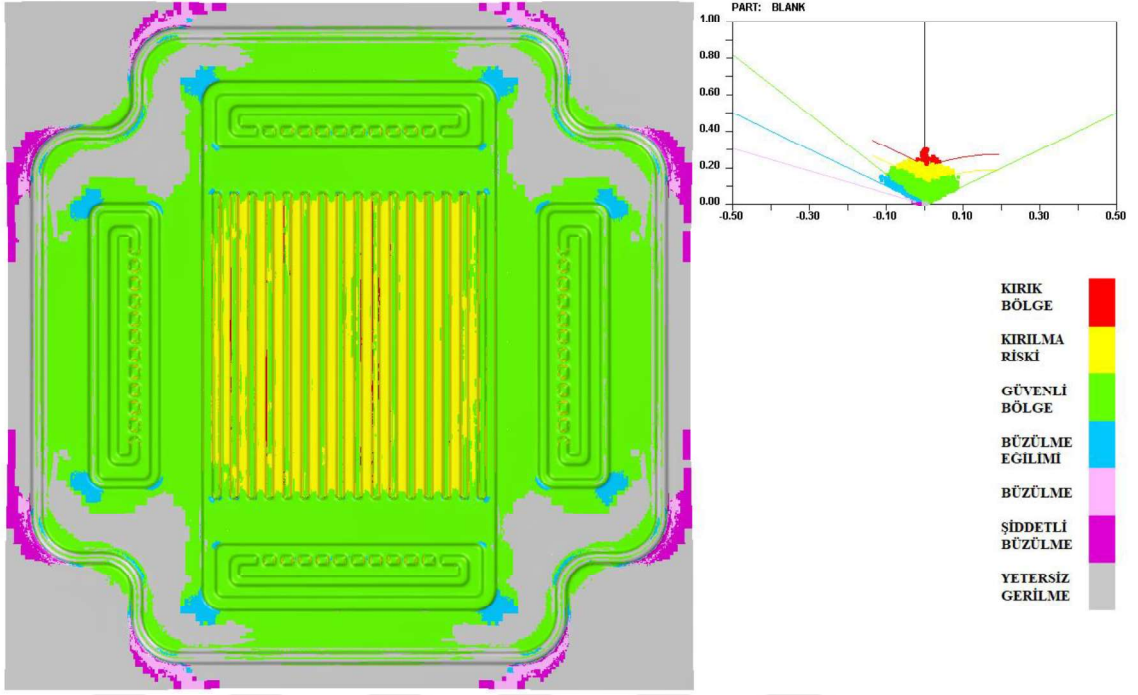 PART: BLANK
1.00
0.80
0.60
0.40
0.20
0.00
-0.50
-0.30
-0.10
0.10
0.30
0.50
KIRIK
BÖLGE
KIRILMA
RİSKİ
GÜVENLİ
BÖLGE
BÜZÜLME
EĞİLİMİ
BÜZÜLME
ŞİDDETLİ
BÜZÜLME
YETERSİZ
GERİLME